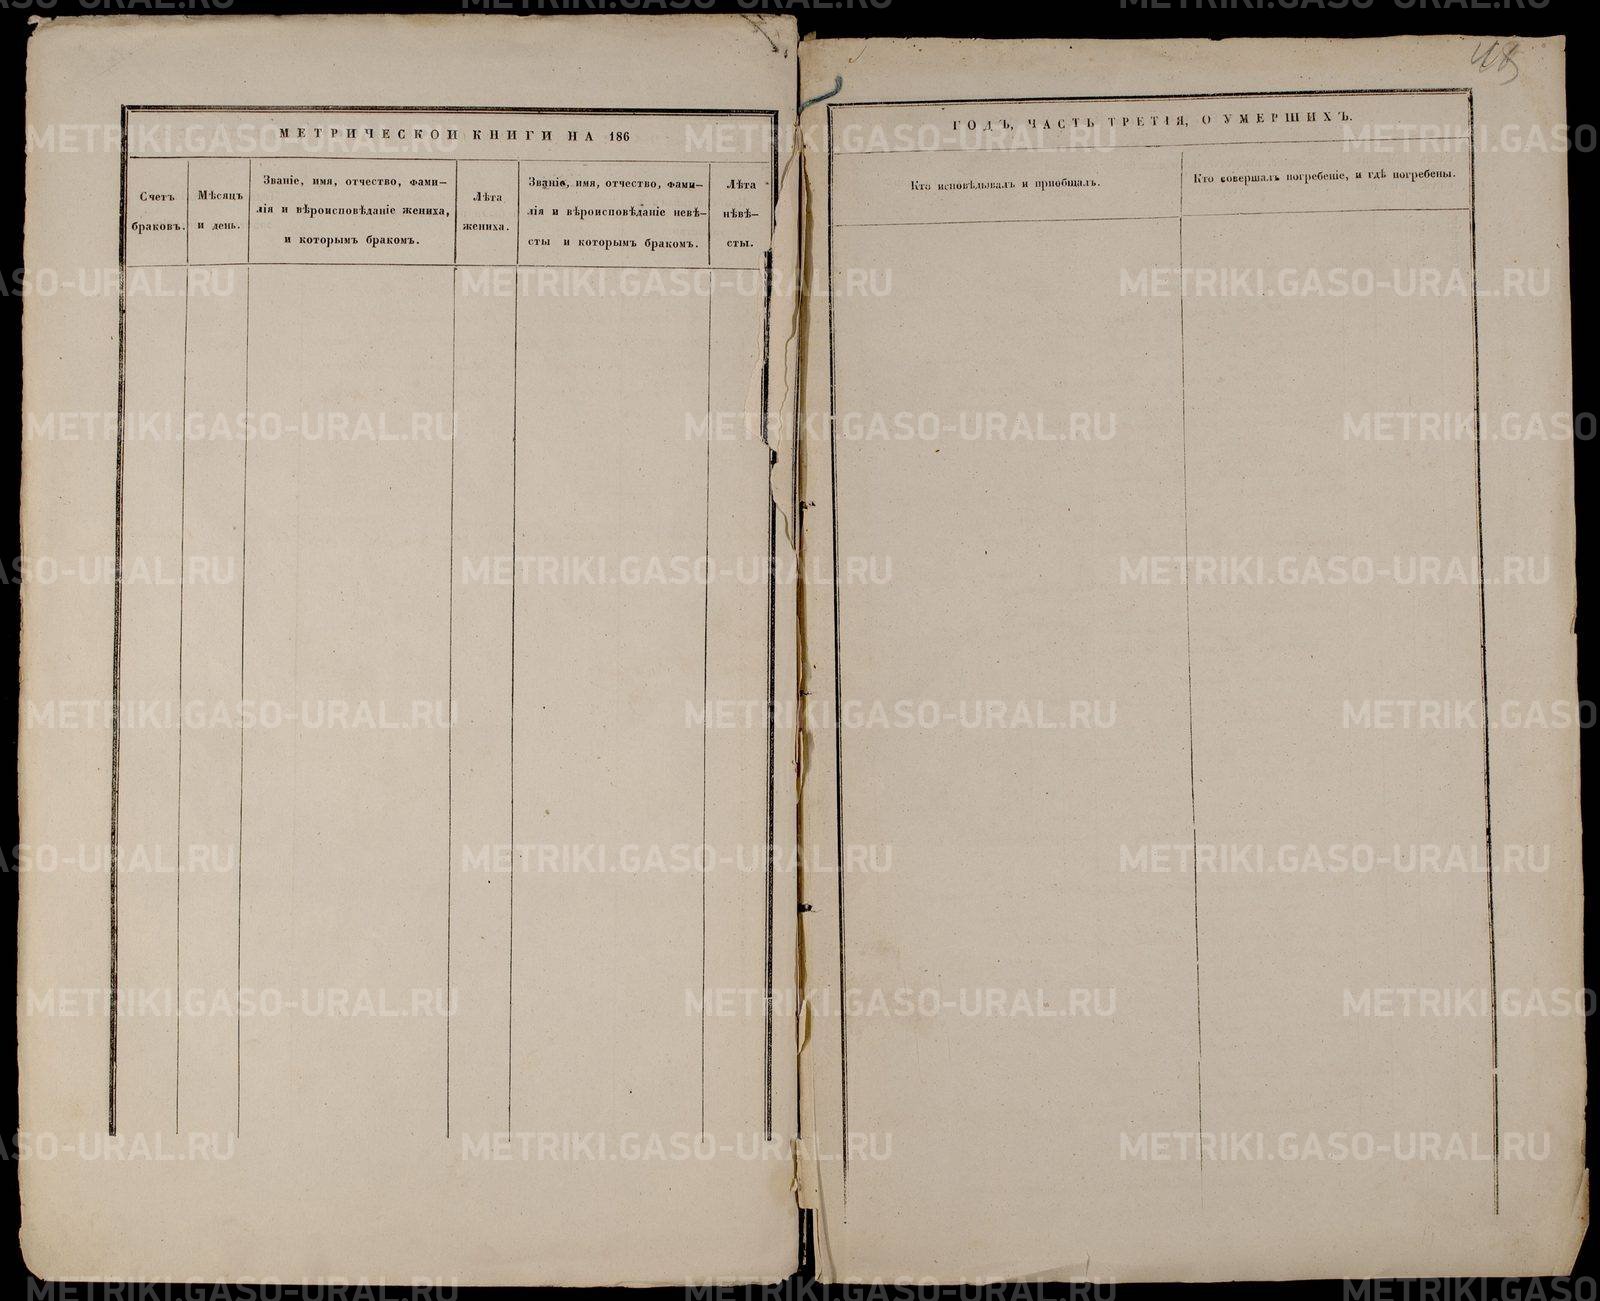 МЕТРИЧЕСКОЙ КНИГИ НА 186
Счетъ
браковъ.
Мѣсяцъ
и день.
Званіе, имя, отчество, фами—
лія и вѣроисповѣданіе жениха,
и которымъ бракомъ.
Лѣта
жениха.
Званіе, имя, отчество, фами—
лія и вѣроисповѣданіе невѣ—
сты и которымъ бракомъ.
Лѣта
нѣвѣ—
сты.
48
ГОДЪ, ЧАСТЬ ТРЕТІЯ, О УМЕРШИХЪ.
Кто исповѣдывалъ и пріобщалъ.
Кто совершалъ погребеніе, и гдѣ погребены.
METRIKI.GASO-URAL.RU